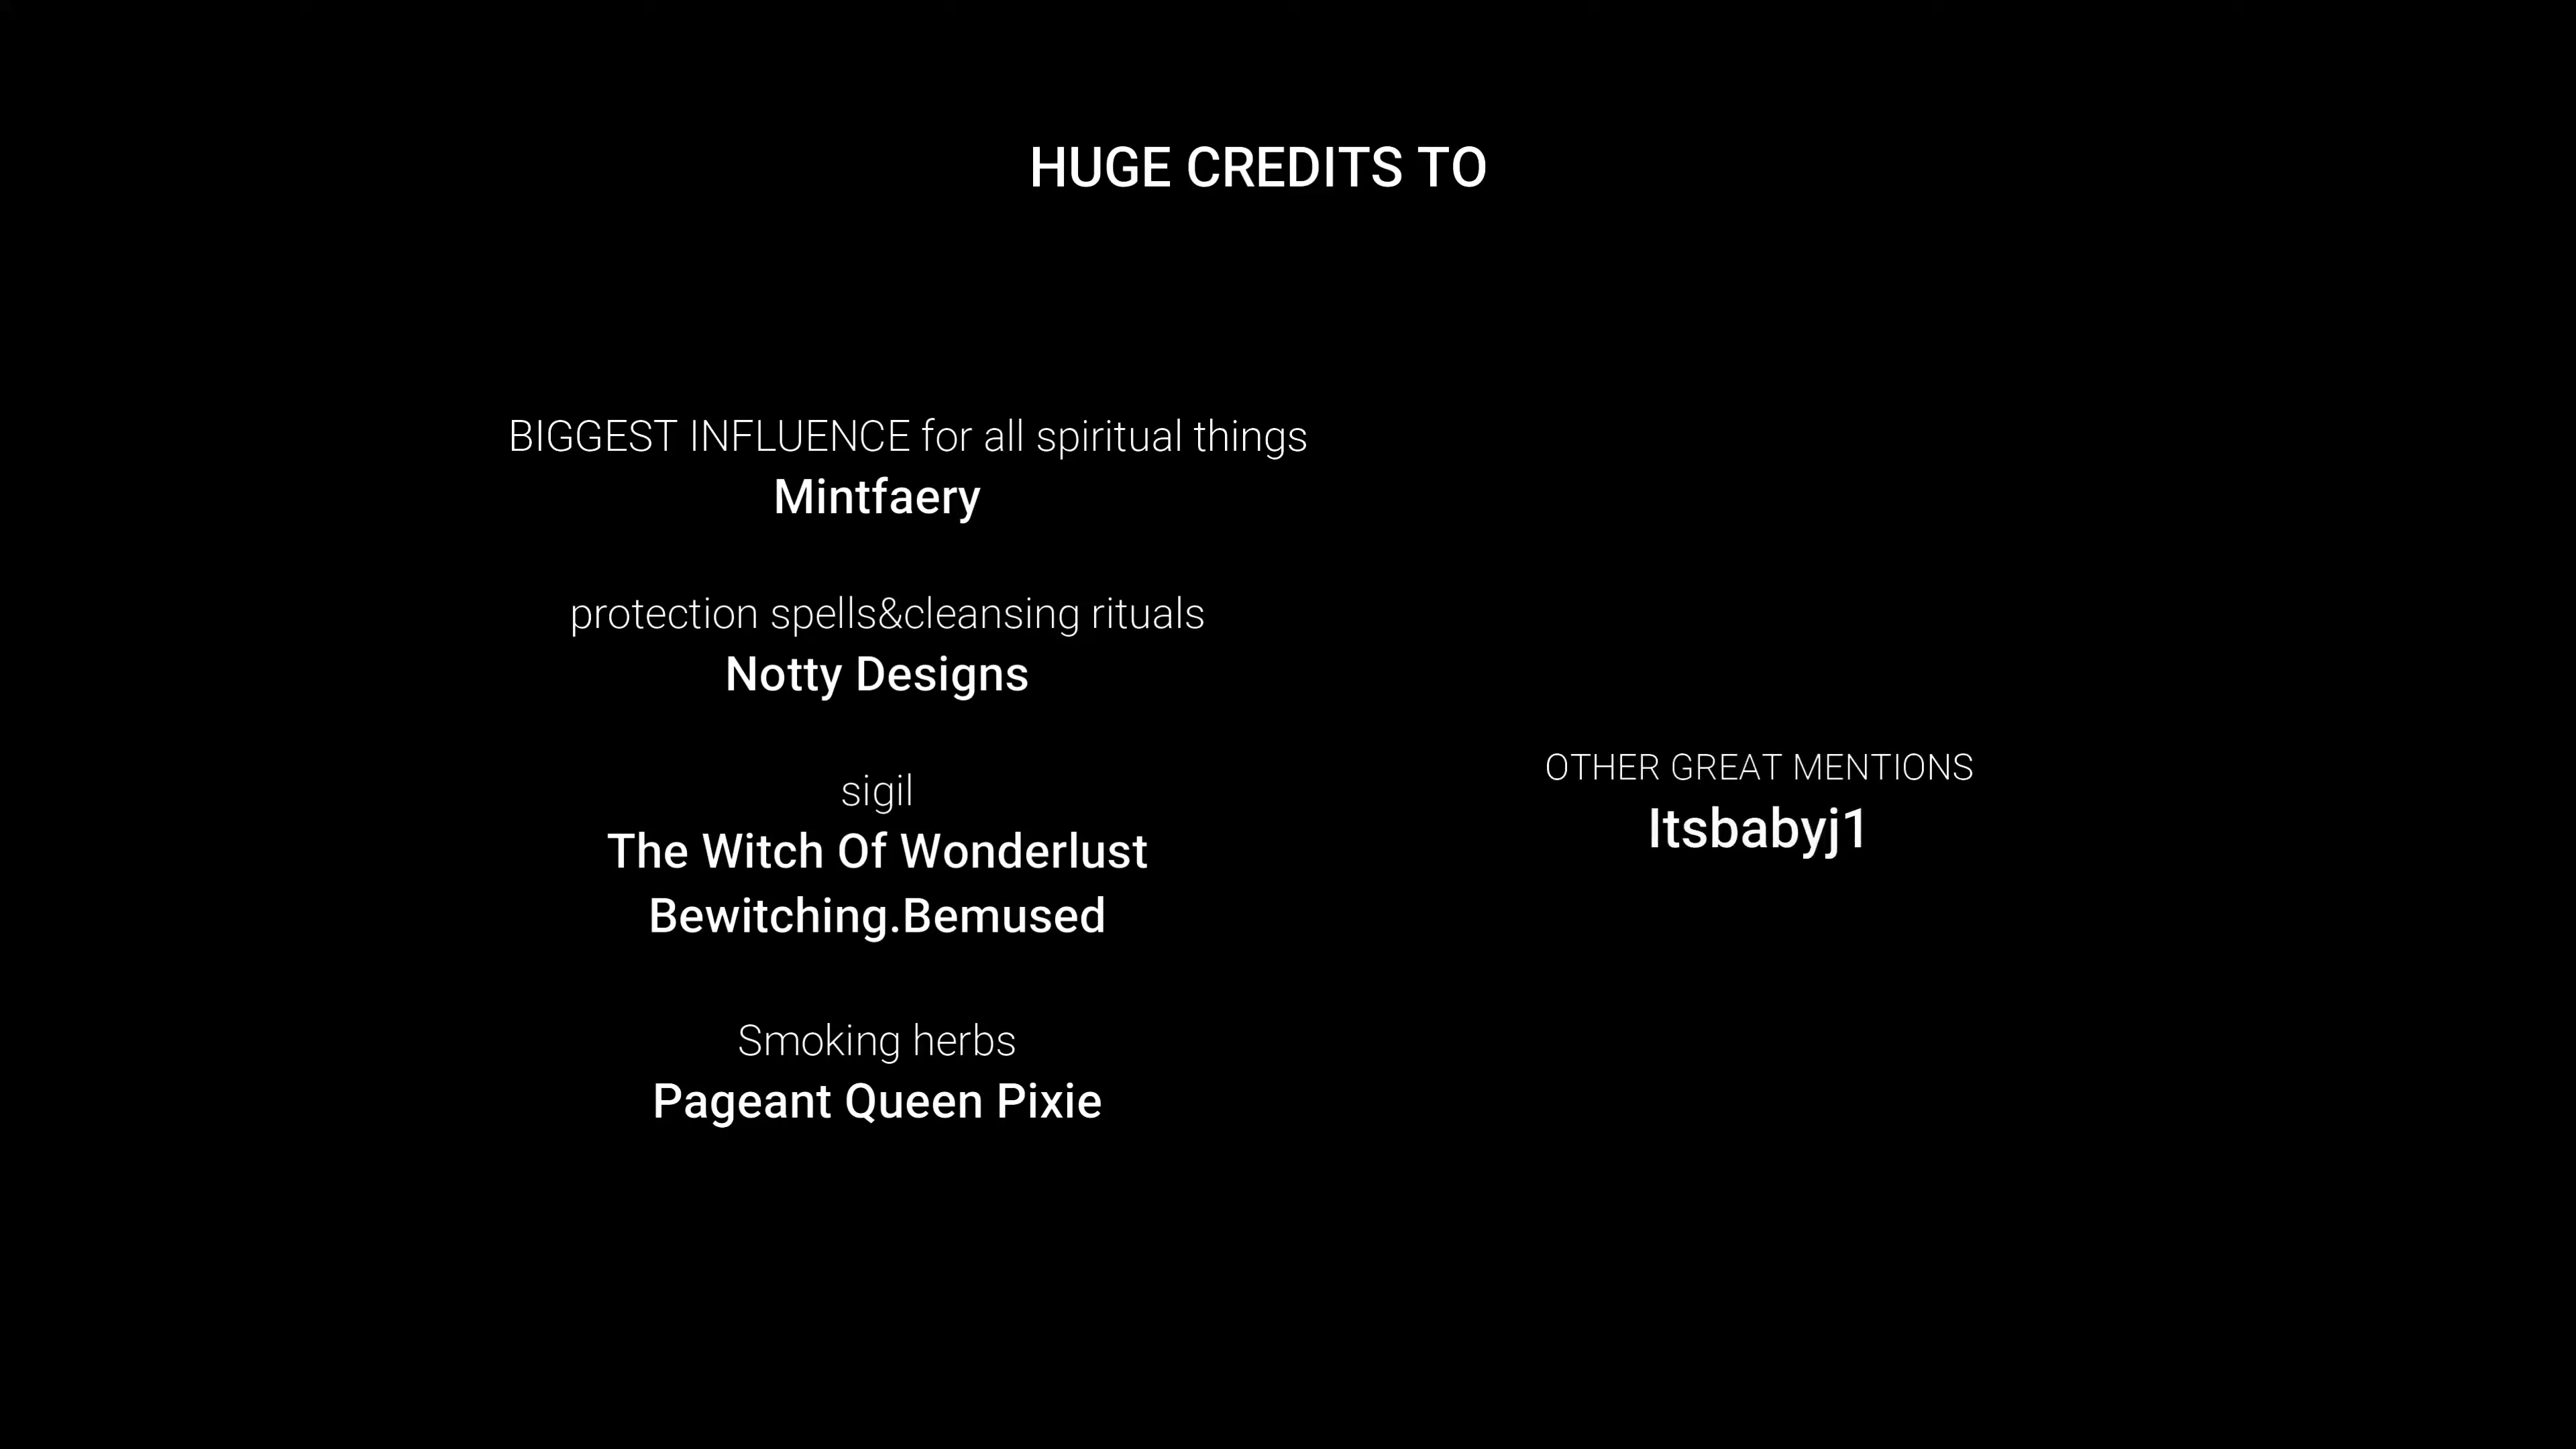 HUGE CREDITS TO
BIGGEST INFLUENCE for all spiritual things
Mintfaery
protection spells&cleansing rituals
Notty Designs
sigil
The Witch Of Wonderlust
Bewitching.Bemused
Smoking herbs
Pageant Queen Pixie
OTHER GREAT MENTIONS
Itsbabyj1